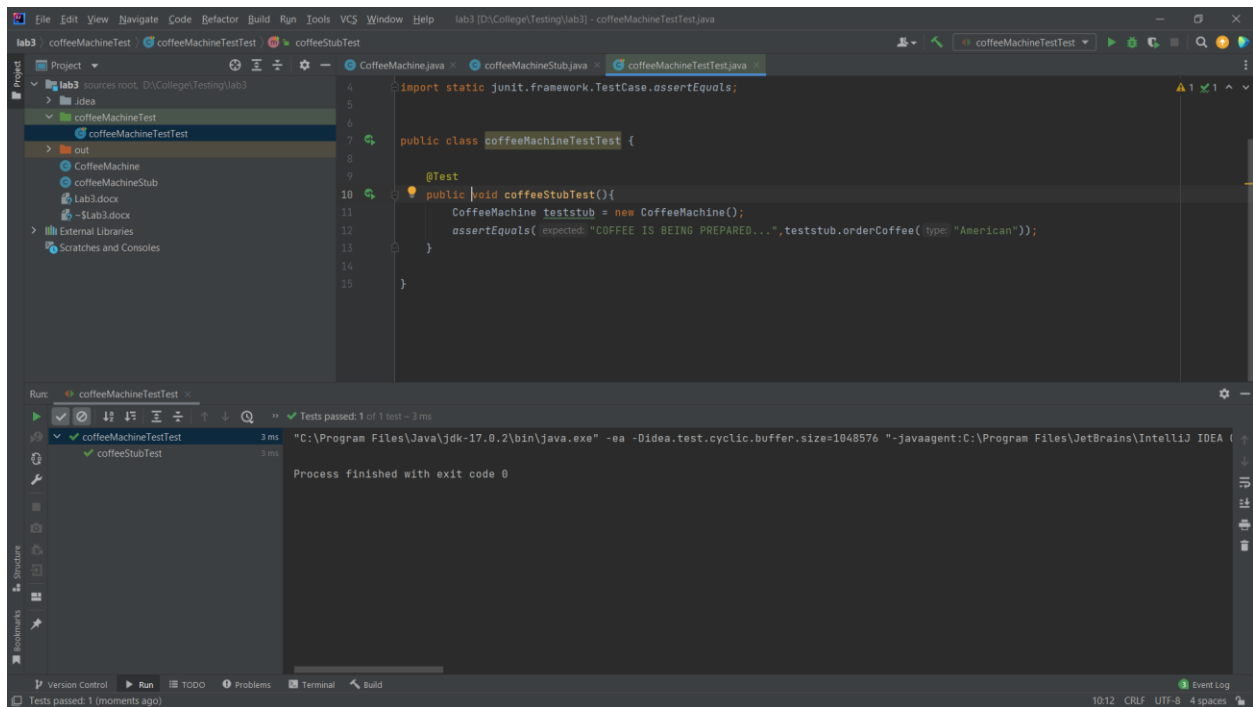 File Edit View Navigate Code Refactor Build Run Tools VCS Window Help lab3 [D:\College\Testing\lab3] - coffeeMachineTestTest.java
lab3 coffeeMachineTest coffeeMachineTestTest coffeeStubTest coffeeMachineTestTest
Project CoffeeMachine.java coffeeMachineStub.java coffeeMachineTestTest.java
lab3 sources root, D:\College\Testing\lab3
.idea
coffeeMachineTest
coffeeMachineTestTest
out
CoffeeMachine
coffeeMachineStub
Lab3.docx
~$Lab3.docx
External Libraries
Scratches and Consoles
4 import static junit.framework.TestCase.assertEquals;
5
6
7 public class coffeeMachineTestTest {
8
9 @Test
10 public void coffeeStubTest(){
11 CoffeeMachine teststub = new CoffeeMachine();
12 assertEquals( expected: "COFFEE IS BEING PREPARED...",teststub.orderCoffee( type: "American"));
13 }
14
15 }
1 1
Project
Run: coffeeMachineTestTest
Tests passed: 1 of 1 test – 3 ms
coffeeMachineTestTest 3 ms
coffeeStubTest 3 ms
"C:\Program Files\Java\jdk-17.0.2\bin\java.exe" -ea -Didea.test.cyclic.buffer.size=1048576 "-javaagent:C:\Program Files\JetBrains\IntelliJ IDEA
Process finished with exit code 0
Structure
Bookmarks
Version Control Run TODO Problems Terminal Build 3 Event Log
Tests passed: 1 (moments ago) 10:12 CRLF UTF-8 4 spaces